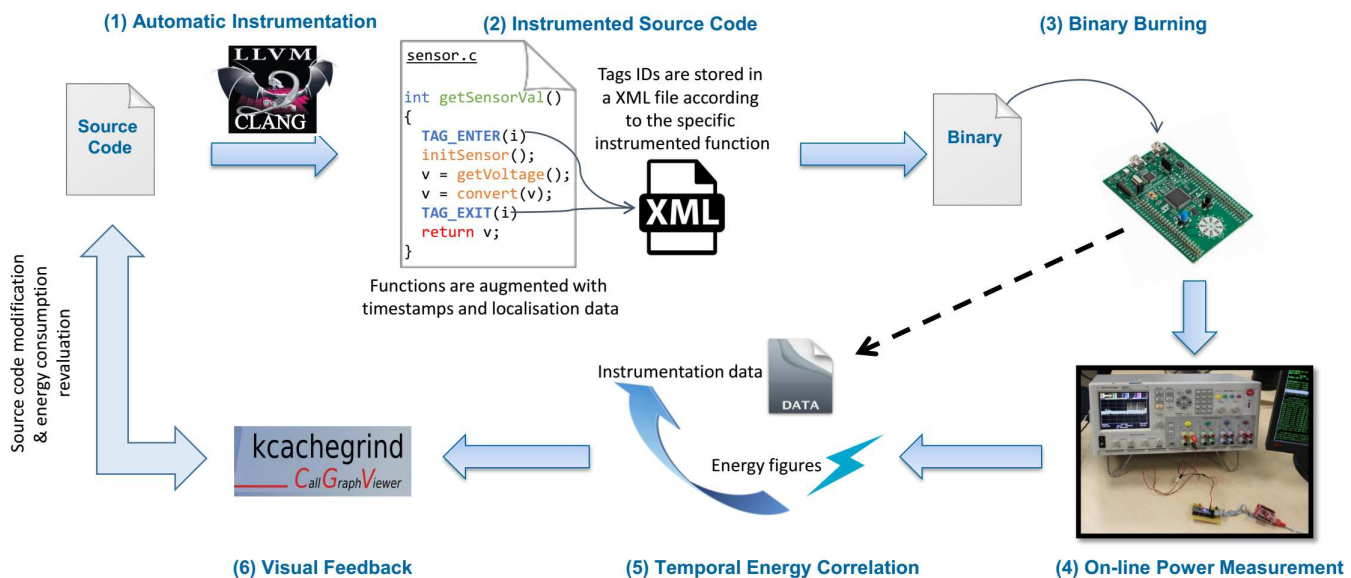 (1) Automatic Instrumentation
(2) Instrumented Source Code
(3) Binary Burning
LLVM
CLANG
Source
Code
sensor.c
int getSensorVal()
{
TAG_ENTER(i)
initSensor();
v = getVoltage();
v = convert(v);
TAG_EXIT(i)
return v;
}
Tags IDs are stored in
a XML file according
to the specific
instrumented function
XML
Binary
Functions are augmented with
timestamps and localisation data
Source code modification
& energy consumption
revaluation
Instrumentation data
DATA
Energy figures
kcachegrind
CallGraphViewer
(6) Visual Feedback
(5) Temporal Energy Correlation
(4) On-line Power Measurement